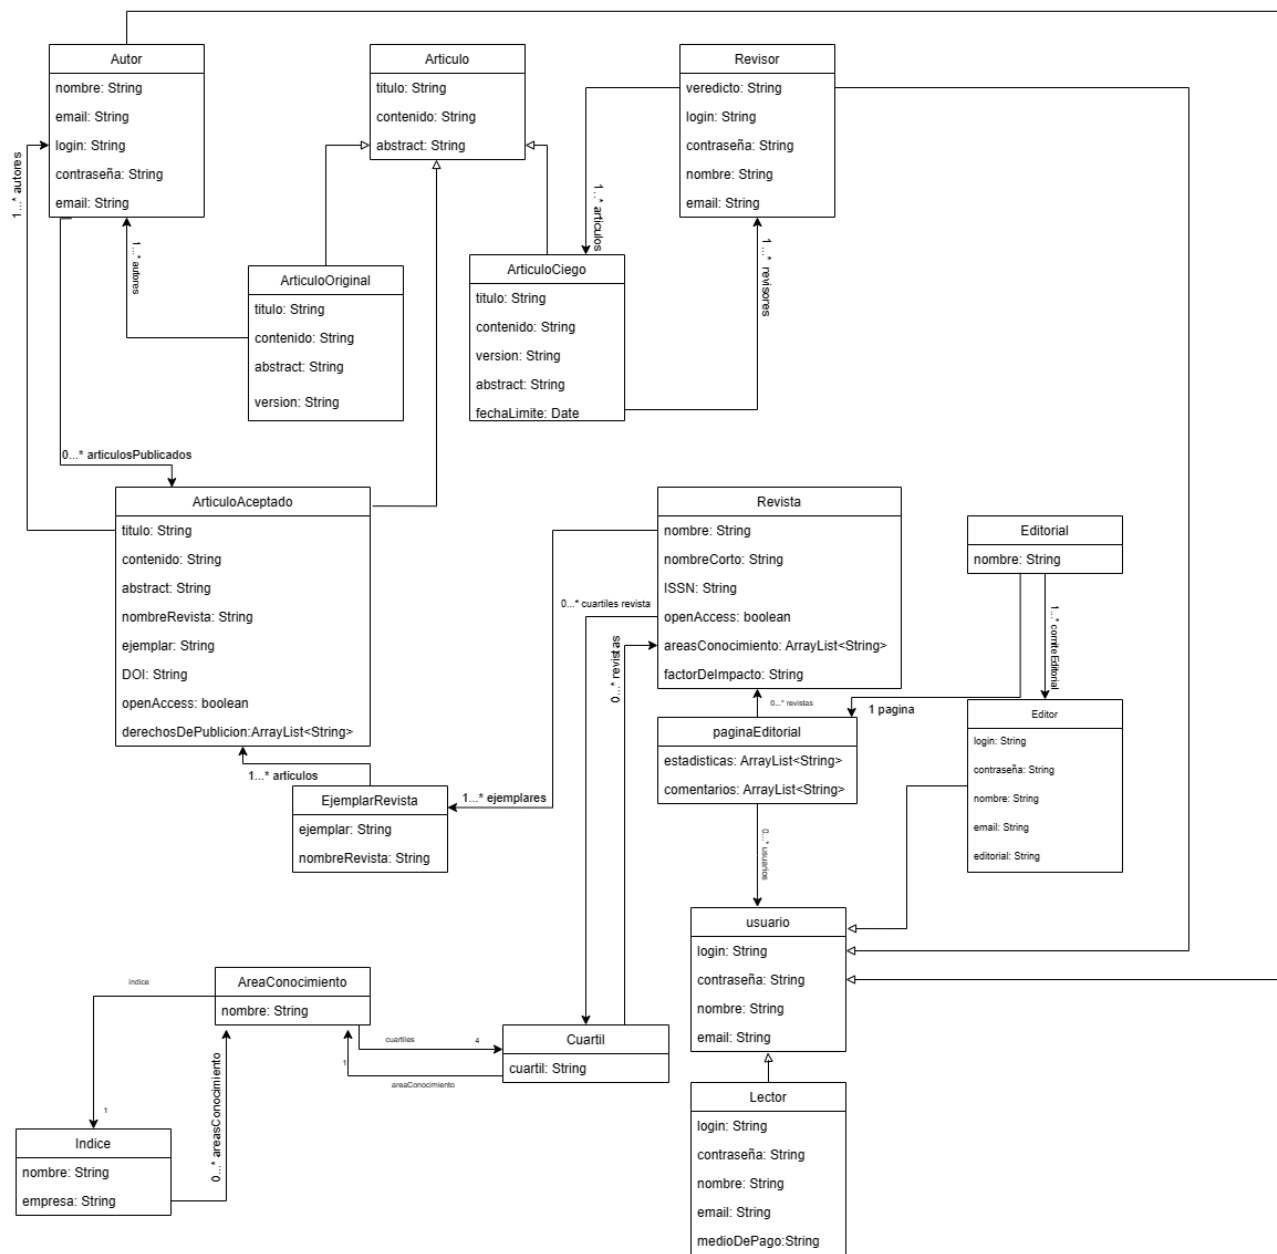 Autor
nombre: String
email: String
login: String
contraseña: String
email: String
Articulo
titulo: String
contenido: String
abstract: String
Revisor
veredicto: String
login: String
contraseña: String
nombre: String
email: String
1...* autores
1...* autores
1..* articulos
1 ...* revisores
ArticuloOriginal
titulo: String
contenido: String
abstract: String
version: String
ArticuloCiego
titulo: String
contenido: String
version: String
abstract: String
fechaLimite: Date
0...* articulosPublicados
ArticuloAceptado
titulo: String
contenido: String
abstract: String
nombreRevista: String
ejemplar: String
DOI: String
openAccess: boolean
derechosDePublicion:ArrayList<String>
Revista
nombre: String
nombreCorto: String
ISSN: String
openAccess: boolean
areasConocimiento: ArrayList<String>
factorDeImpacto: String
Editorial
nombre: String
0...* cuartiles revista
0...* revistas
1...* comiteEditorial
0...* revistas
1 pagina
paginaEditorial
estadisticas: ArrayList<String>
comentarios: ArrayList<String>
Editor
login: String
contraseña: String
nombre: String
email: String
editorial: String
1...* articulos
EjemplarRevista
ejemplar: String
nombreRevista: String
1...* ejemplares
0...* usuarios
usuario
login: String
contraseña: String
nombre: String
email: String
indice
AreaConocimiento
nombre: String
cuartiles
4
1
areaConocimiento
Cuartil
cuartil: String
1
0...* areasConocimiento
Indice
nombre: String
empresa: String
Lector
login: String
contraseña: String
nombre: String
email: String
medioDePago:String